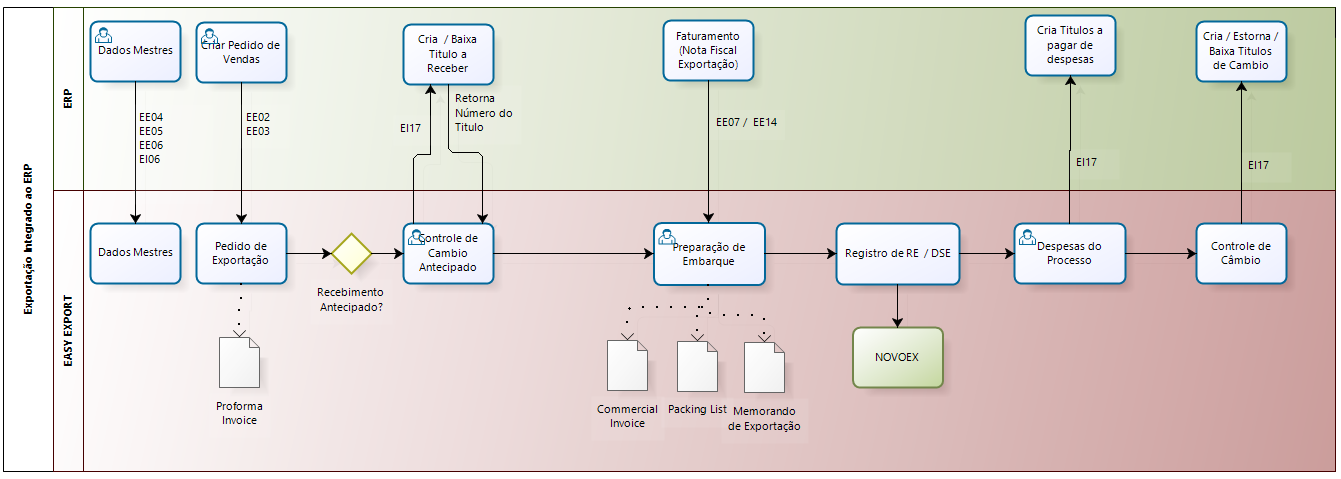 Exportação Integrado ao ERP
ERP
Dados Mestres
Criar Pedido de
Vendas
Cria / Baixa
Titulo a
Receber
Faturamento
(Nota Fiscal
Exportação)
Cria Titulos a
pagar de
despesas
Cria / Estorna /
Baixa Titulos
de Cambio
EE04
EE05
EE06
EI06
EE02
EE03
EI17
Retorna
Número do
Titulo
EE07 / EE14
EI17
EI17
EASY EXPORT
Dados Mestres
Pedido de
Exportação
Recebimento
Antecipado?
Controle de
Cambio
Antecipado
Preparação de
Embarque
Registro de RE / DSE
Despesas do
Processo
Controle de
Câmbio
NOVOEX
Proforma
Invoice
Commercial
Invoice
Packing List
Memorando
de Exportação